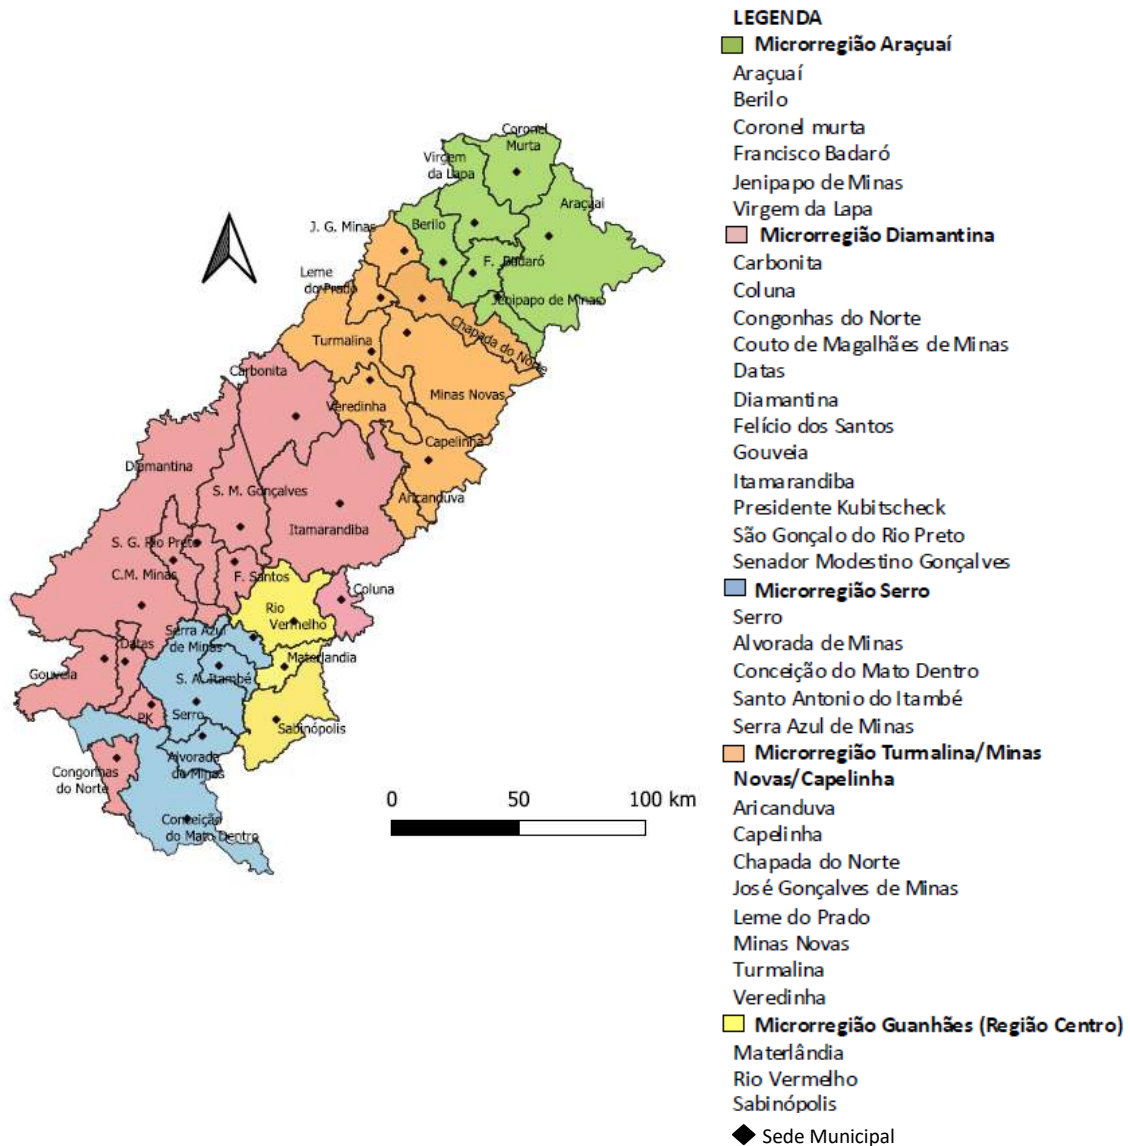 LEGENDA
Microrregião Araçuaí
Araçuaí
Berilo
Coronel murta
Francisco Badaró
Jenipapo de Minas
Virgem da Lapa
Microrregião Diamantina
Carbonita
Coluna
Congonhas do Norte
Couto de Magalhães de Minas
Datas
Diamantina
Felício dos Santos
Gouveia
Itamarandiba
Presidente Kubitscheck
São Gonçalo do Rio Preto
Senador Modestino Gonçalves
Microrregião Serro
Serro
Alvorada de Minas
Conceição do Mato Dentro
Santo Antonio do Itambé
Serra Azul de Minas
Microrregião Turmalina/Minas
Novas/Capelinha
Aricanduva
Capelinha
Chapada do Norte
José Gonçalves de Minas
Leme do Prado
Minas Novas
Turmalina
Veredinha
Microrregião Guanhães (Região Centro)
Materlândia
Rio Vermelho
Sabinópolis
Sede Municipal
Coronel
Murta
Virgem
da Lapa
Araçuaí
J. G. Minas
Berilo
F. Badaró
Leme
do Prado
Jenipapo de Minas
Chapada do Norte
Turmalina
Carbonita
Minas Novas
Veredinha
Capelinha
Diamantina
S. M. Gonçalves
Aricanduva
Itamarandiba
S. G. Rio Preto
C.M. Minas
F. Santos
Coluna
Rio
Vermelho
Serra Azul
de Minas
Datas
Materlandia
Gouveia
S. A. Itambé
PK
Serro
Sabinópolis
Alvorada
de Minas
Congonhas
do Norte
Conceição
do Mato Dentro
0 50 100 km